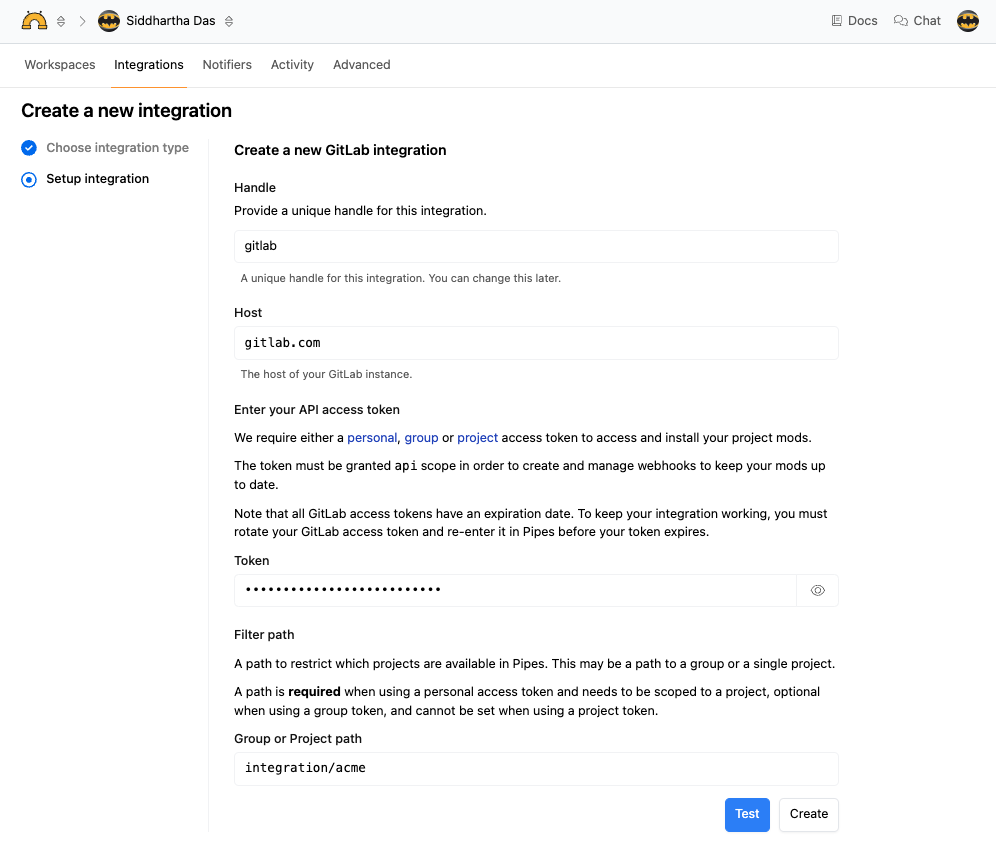 Siddhartha Das
Docs
Chat
Workspaces
Integrations
Notifiers
Activity
Advanced
Create a new integration
Choose integration type
Setup integration
Create a new GitLab integration
Handle
Provide a unique handle for this integration.
gitlab
A unique handle for this integration. You can change this later.
Host
gitlab.com
The host of your GitLab instance.
Enter your API access token
We require either a personal, group or project access token to access and install your project mods.
The token must be granted api scope in order to create and manage webhooks to keep your mods up
to date.
Note that all GitLab access tokens have an expiration date. To keep your integration working, you must
rotate your GitLab access token and re-enter it in Pipes before your token expires.
Token
••••••••••••••••••••••••••
Filter path
A path to restrict which projects are available in Pipes. This may be a path to a group or a single project.
A path is required when using a personal access token and needs to be scoped to a project, optional
when using a group token, and cannot be set when using a project token.
Group or Project path
integration/acme
Test
Create